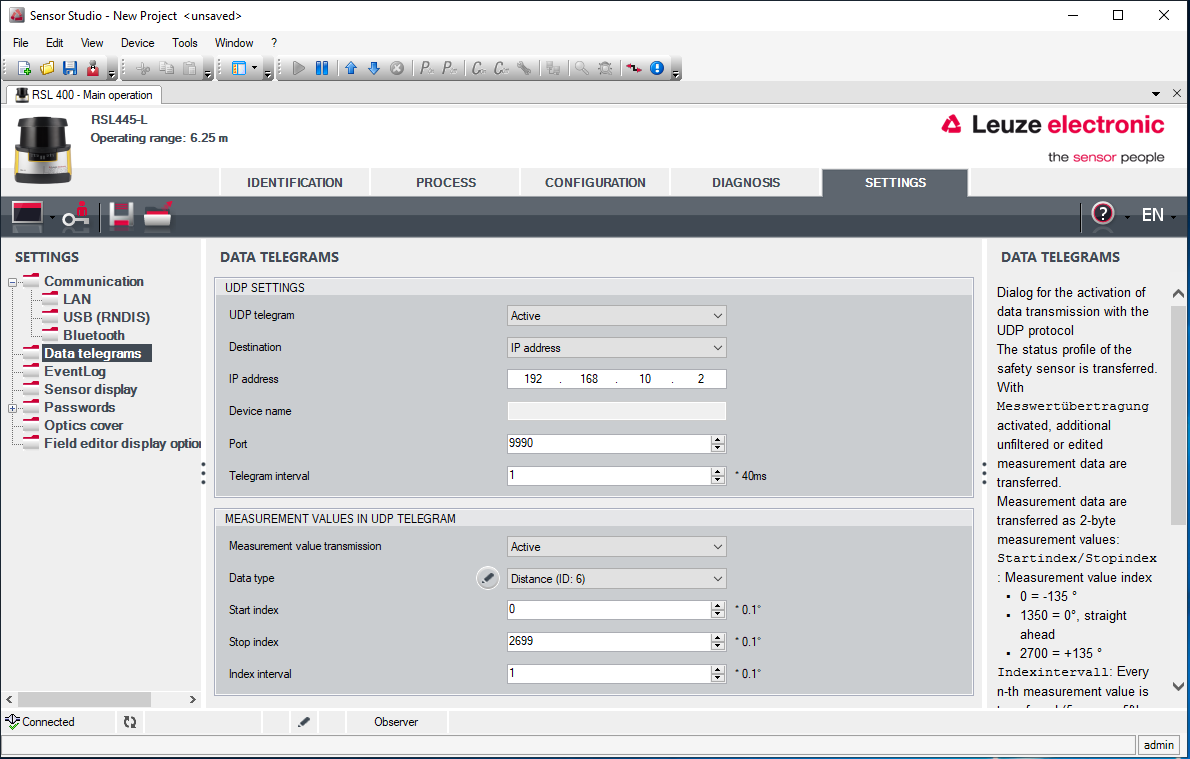 Sensor Studio - New Project <unsaved>
File Edit View Device Tools Window ?
RSL 400 - Main operation
RSL445-L
Operating range: 6.25 m
Leuze electronic
the sensor people
IDENTIFICATION PROCESS CONFIGURATION DIAGNOSIS SETTINGS
? EN
SETTINGS
Communication
LAN
USB (RNDIS)
Bluetooth
Data telegrams
EventLog
Sensor display
Passwords
Optics cover
Field editor display option
DATA TELEGRAMS
UDP SETTINGS
UDP telegram Active
Destination IP address
IP address 192 . 168 . 10 . 2
Device name
Port 9990
Telegram interval 1 * 40ms
MEASUREMENT VALUES IN UDP TELEGRAM
Measurement value transmission Active
Data type Distance (ID: 6)
Start index 0 * 0.1°
Stop index 2699 * 0.1°
Index interval 1 * 0.1°
DATA TELEGRAMS
Dialog for the activation of
data transmission with the
UDP protocol
The status profile of the
safety sensor is transferred.
With
Messwertübertragung
activated, additional
unfiltered or edited
measurement data are
transferred.
Measurement data are
transferred as 2-byte
measurement values:
Startindex/Stopindex
: Measurement value index
▪ 0 = -135 °
▪ 1350 = 0°, straight
ahead
▪ 2700 = +135 °
Indexintervall: Every
n-th measurement value is
Connected Observer
admin